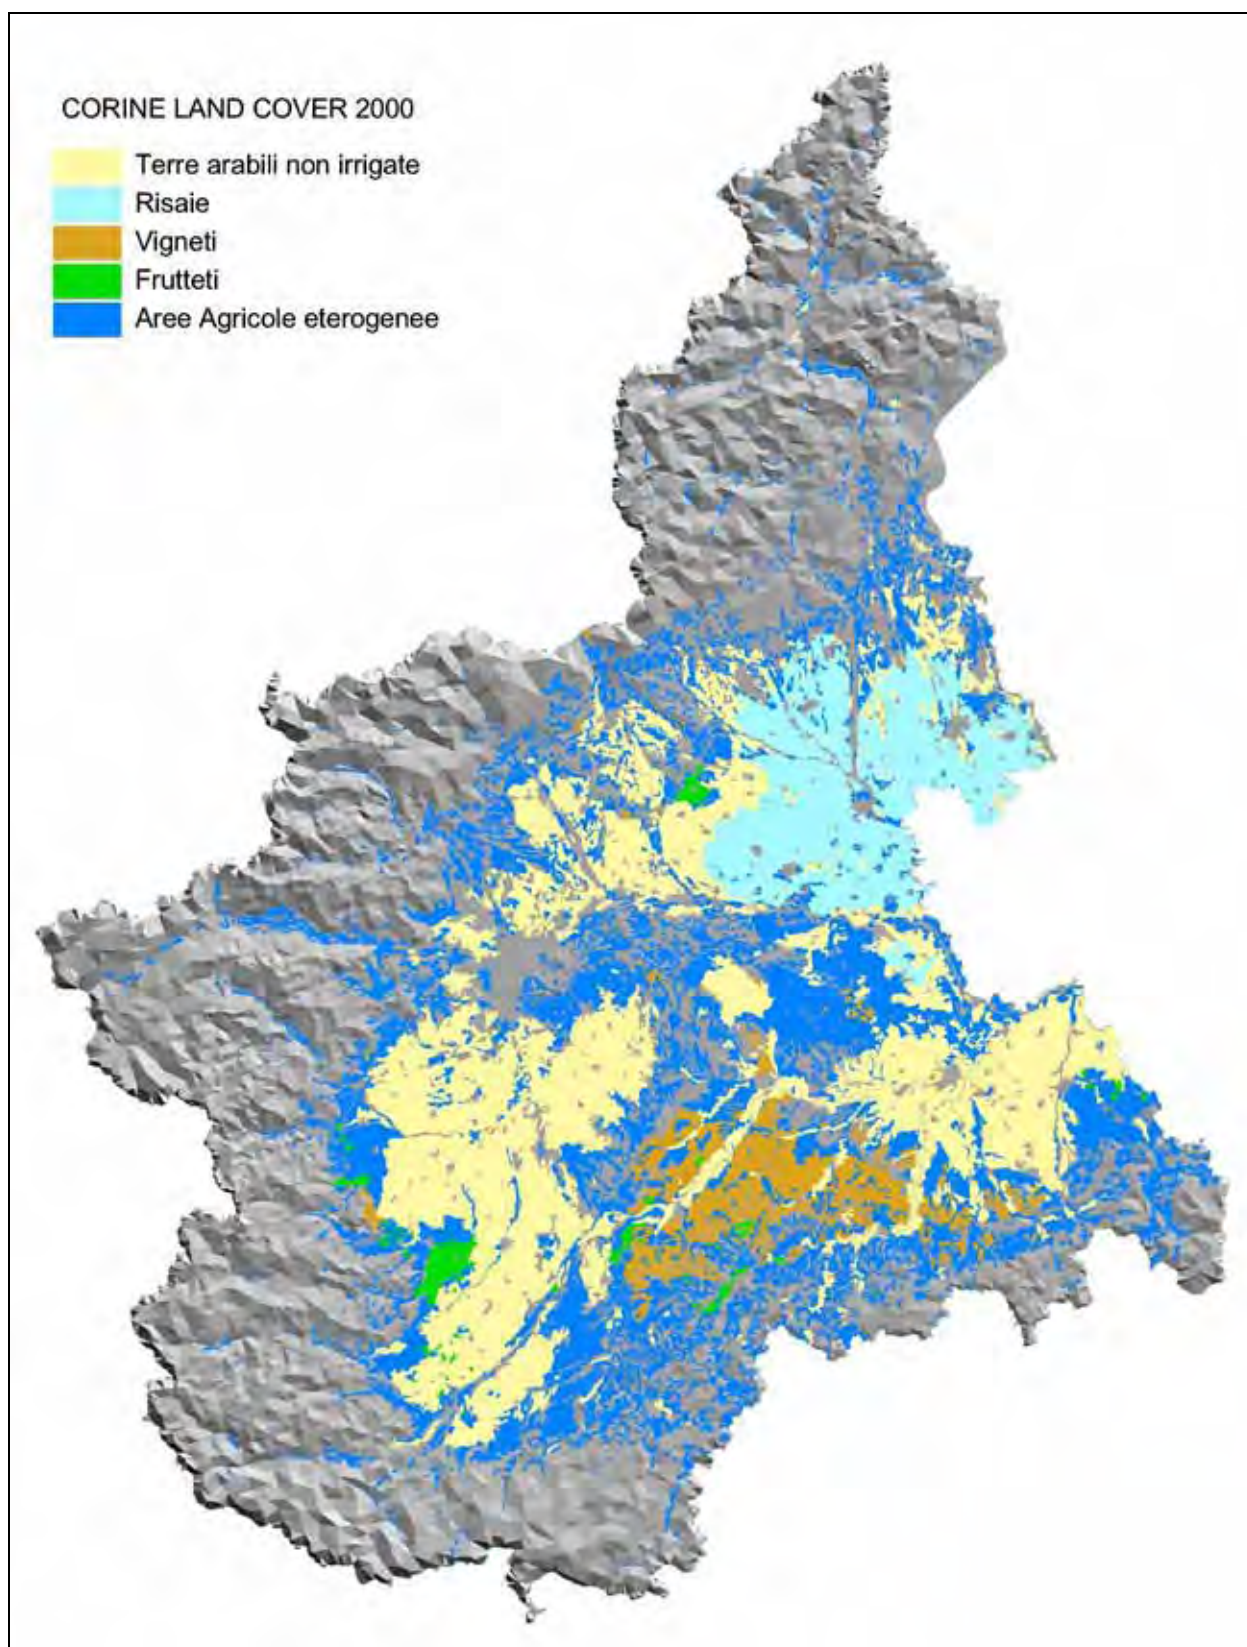 CORINE LAND COVER 2000
Terre arabili non irrigate
Risaie
Vigneti
Frutteti
Aree Agricole eterogenee